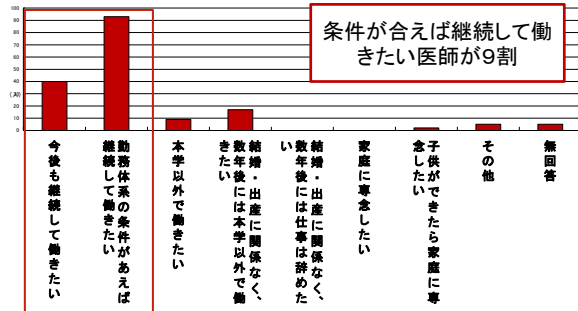 条件が合えば継続して働
きたい医師が9割
100
90
80
70
60
50
40
(人)
30
20
10
0
今後も継続して働きたい
勤務体系の条件があえば
継続して働きたい
本学以外で働きたい
結婚・出産に関係なく、
数年後には本学以外で働
きたい
結婚・出産に関係なく、
数年後には仕事は辞めた
い
家庭に専念したい
子供ができたら家庭に専
念したい
その他
無回答